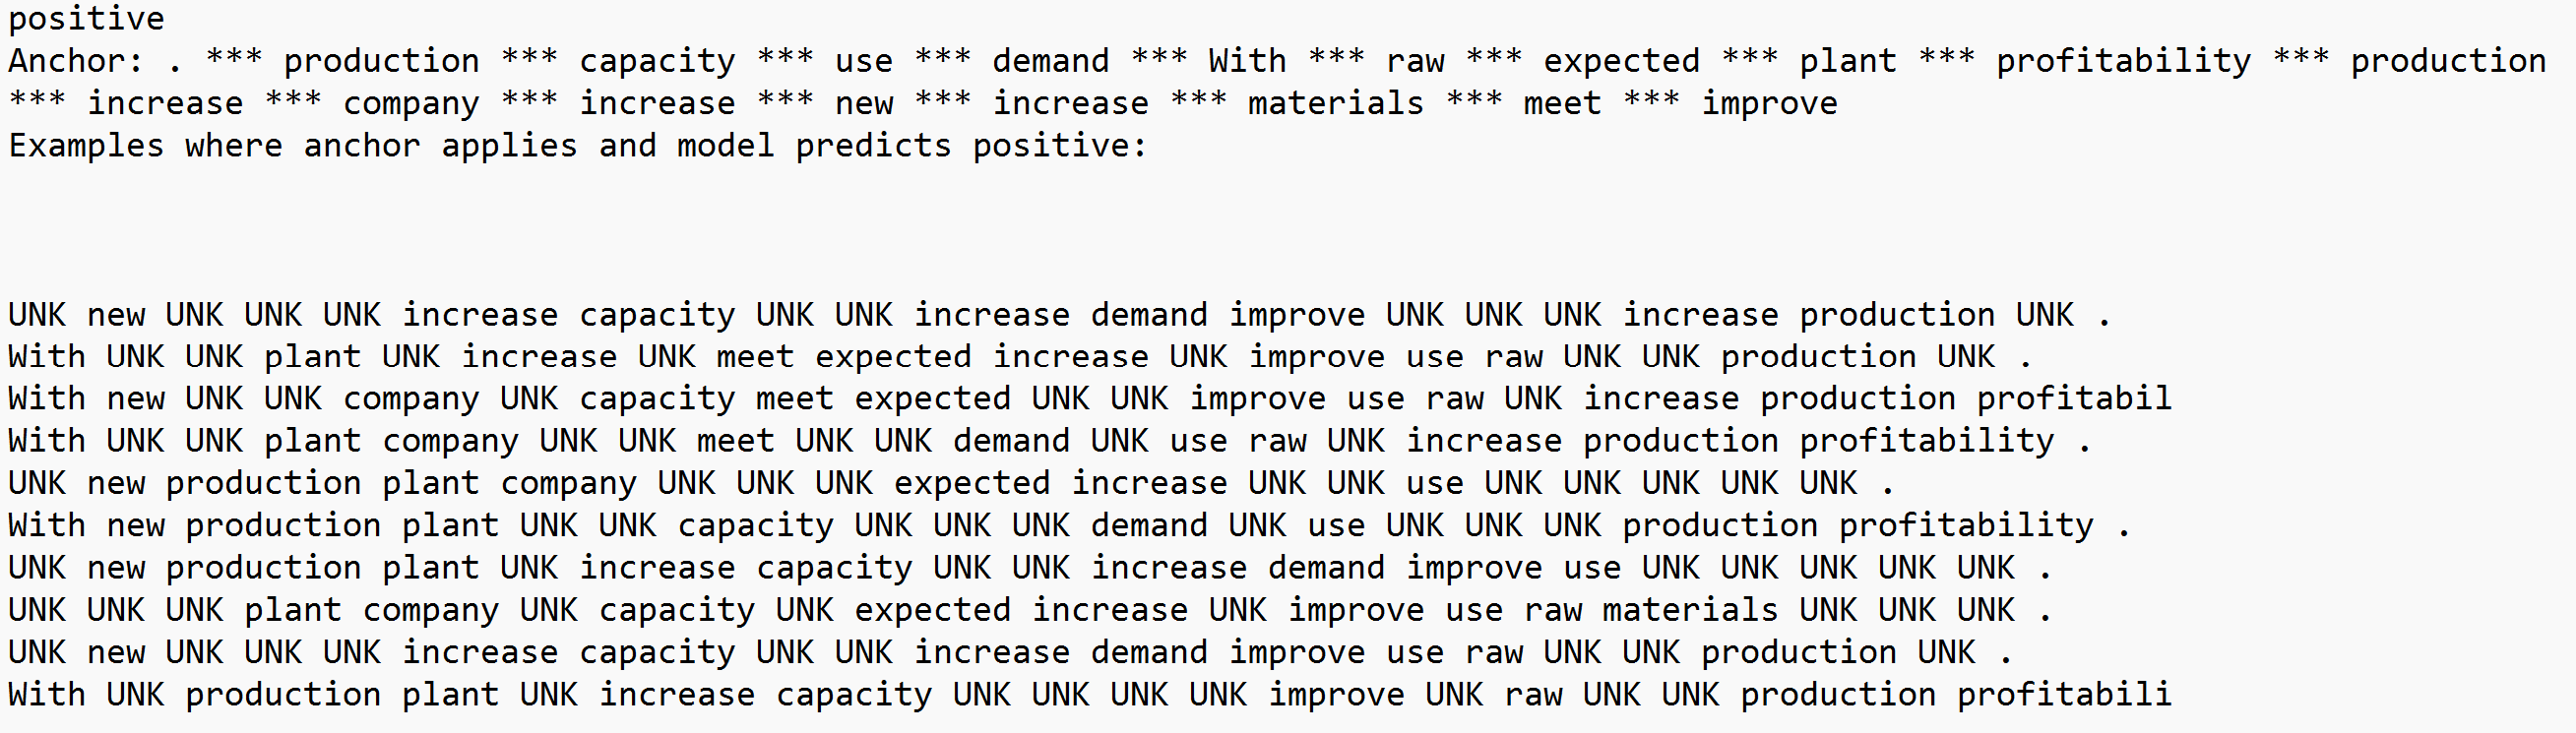 positive
Anchor: . *** production *** capacity *** use *** demand *** With *** raw *** expected *** plant *** profitability *** production
*** increase *** company *** increase *** new *** increase *** materials *** meet *** improve
Examples where anchor applies and model predicts positive:
UNK new UNK UNK UNK increase capacity UNK UNK increase demand improve UNK UNK UNK increase production UNK .
With UNK UNK plant UNK increase UNK meet expected increase UNK improve use raw UNK UNK production UNK .
With new UNK UNK company UNK capacity meet expected UNK UNK improve use raw UNK increase production profitabil
With UNK UNK plant company UNK UNK meet UNK UNK demand UNK use raw UNK increase production profitability .
UNK new production plant company UNK UNK UNK expected increase UNK UNK use UNK UNK UNK UNK UNK .
With new production plant UNK UNK capacity UNK UNK UNK demand UNK use UNK UNK UNK production profitability .
UNK new production plant UNK increase capacity UNK UNK increase demand improve use UNK UNK UNK UNK UNK .
UNK UNK UNK plant company UNK capacity UNK expected increase UNK improve use raw materials UNK UNK UNK .
UNK new UNK UNK UNK increase capacity UNK UNK increase demand improve use raw UNK UNK production UNK .
With UNK production plant UNK increase capacity UNK UNK UNK UNK improve UNK raw UNK UNK production profitabili